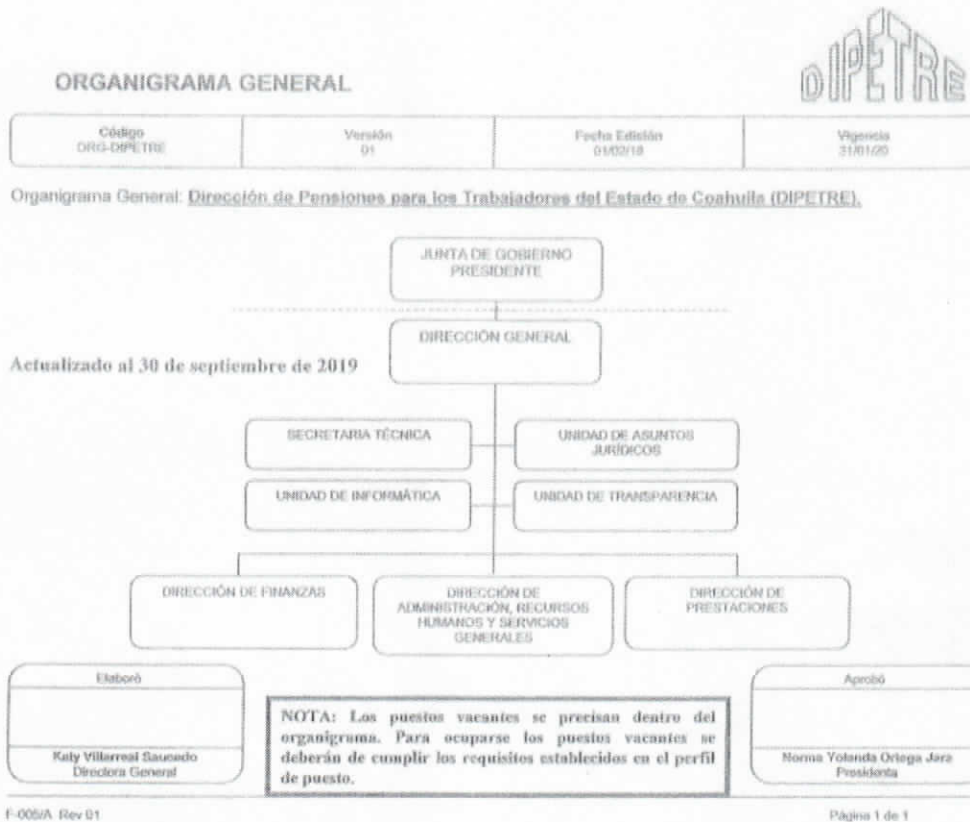 DIPETRE
ORGANIGRAMA GENERAL
Código
ORG-DIPETRE
Versión
01
Fecha Edisión
01/02/18
Vigencia
31/01/20
Organigrama General: Dirección de Pensiones para los Trabajadores del Estado de Coahuila (DIPETRE).
JUNTA DE GOBIERNO
PRESIDENTE
DIRECCIÓN GENERAL
Actualizado al 30 de septiembre de 2019
SECRETARIA TÉCNICA
UNIDAD DE ASUNTOS
JURÍDICOS
UNIDAD DE INFORMÁTICA
UNIDAD DE TRANSPARENCIA
DIRECCIÓN DE FINANZAS
DIRECCIÓN DE
ADMINISTRACIÓN, RECURSOS
HUMANOS Y SERVICIOS
GENERALES
DIRECCIÓN DE
PRESTACIONES
Elaboró
Katy Villarreal Saucedo
Directora General
NOTA: Los puestos vacantes se precisan dentro del
organigrama. Para ocuparse los puestos vacantes se
deberán de cumplir los requisitos establecidos en el perfil
de puesto.
Aprobó
Norma Yolanda Ortega Jara
Presidenta
F-005/A Rev 01
Página 1 de 1